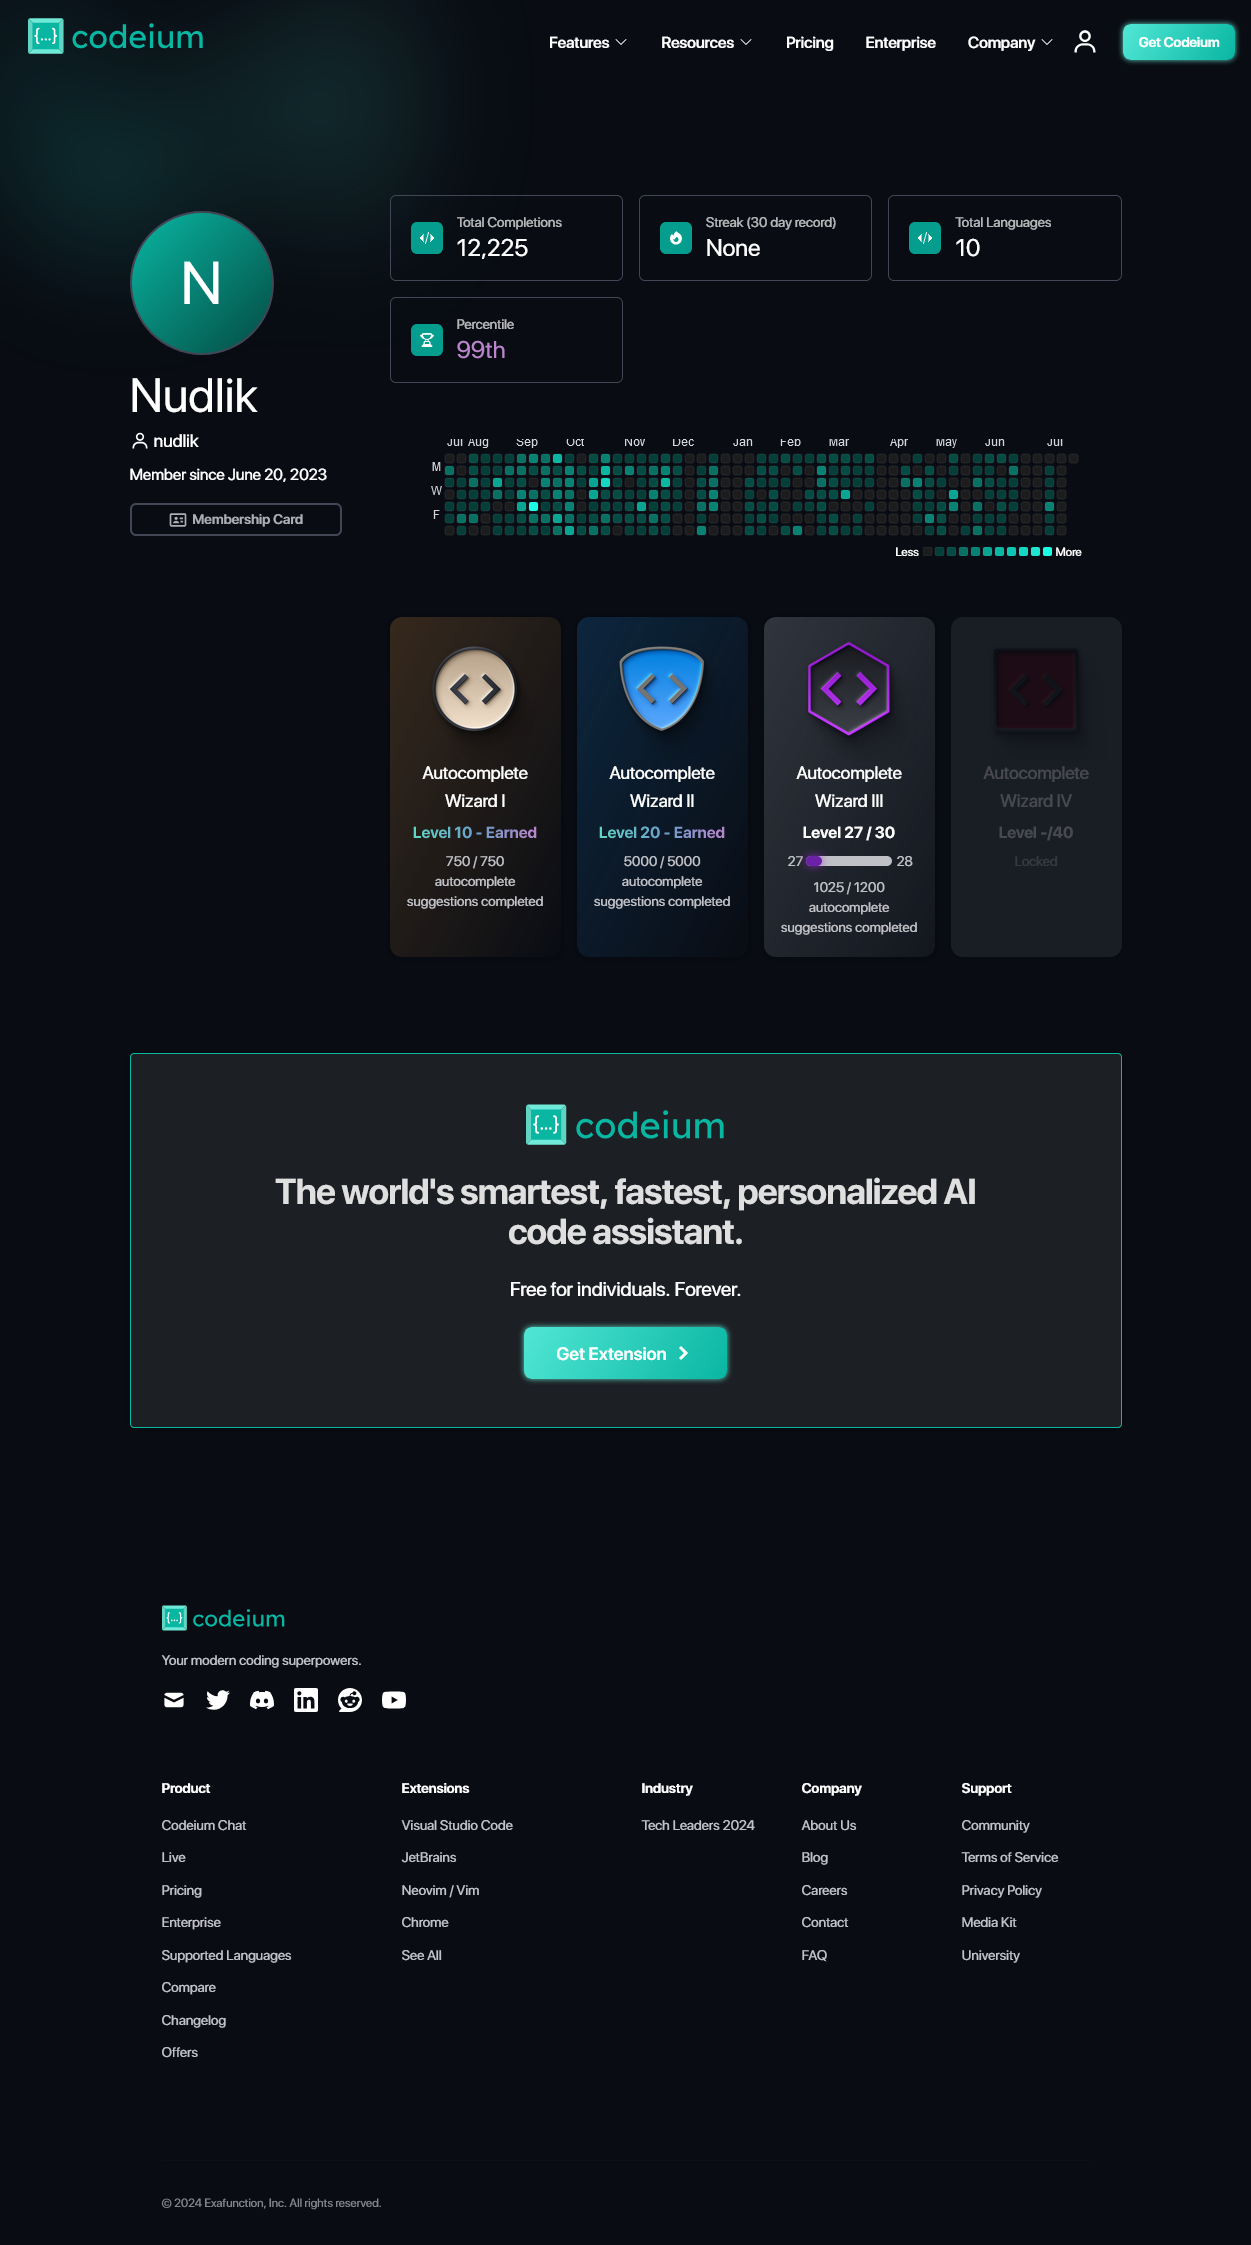 {...} codeium
Features
Resources
Pricing
Enterprise
Company
Get Codeium
N
Nudlik
nudlik
Member since June 20, 2023
Membership Card
Total Completions
12,225
Streak (30 day record)
None
Total Languages
10
Percentile
99th
Jul Aug Sep Oct Nov Dec Jan Feb Mar Apr May Jun Jul
M
W
F
Less More
Autocomplete
Wizard I
Level 10 - Earned
750 / 750
autocomplete
suggestions completed
Autocomplete
Wizard II
Level 20 - Earned
5000 / 5000
autocomplete
suggestions completed
Autocomplete
Wizard III
Level 27 / 30
27 28
1025 / 1200
autocomplete
suggestions completed
Autocomplete
Wizard IV
Level -/40
Locked
{...} codeium
The world's smartest, fastest, personalized AI
code assistant.
Free for individuals. Forever.
Get Extension
{...} codeium
Your modern coding superpowers.
Product
Codeium Chat
Live
Pricing
Enterprise
Supported Languages
Compare
Changelog
Offers
Extensions
Visual Studio Code
JetBrains
Neovim / Vim
Chrome
See All
Industry
Tech Leaders 2024
Company
About Us
Blog
Careers
Contact
FAQ
Support
Community
Terms of Service
Privacy Policy
Media Kit
University
© 2024 Exafunction, Inc. All rights reserved.